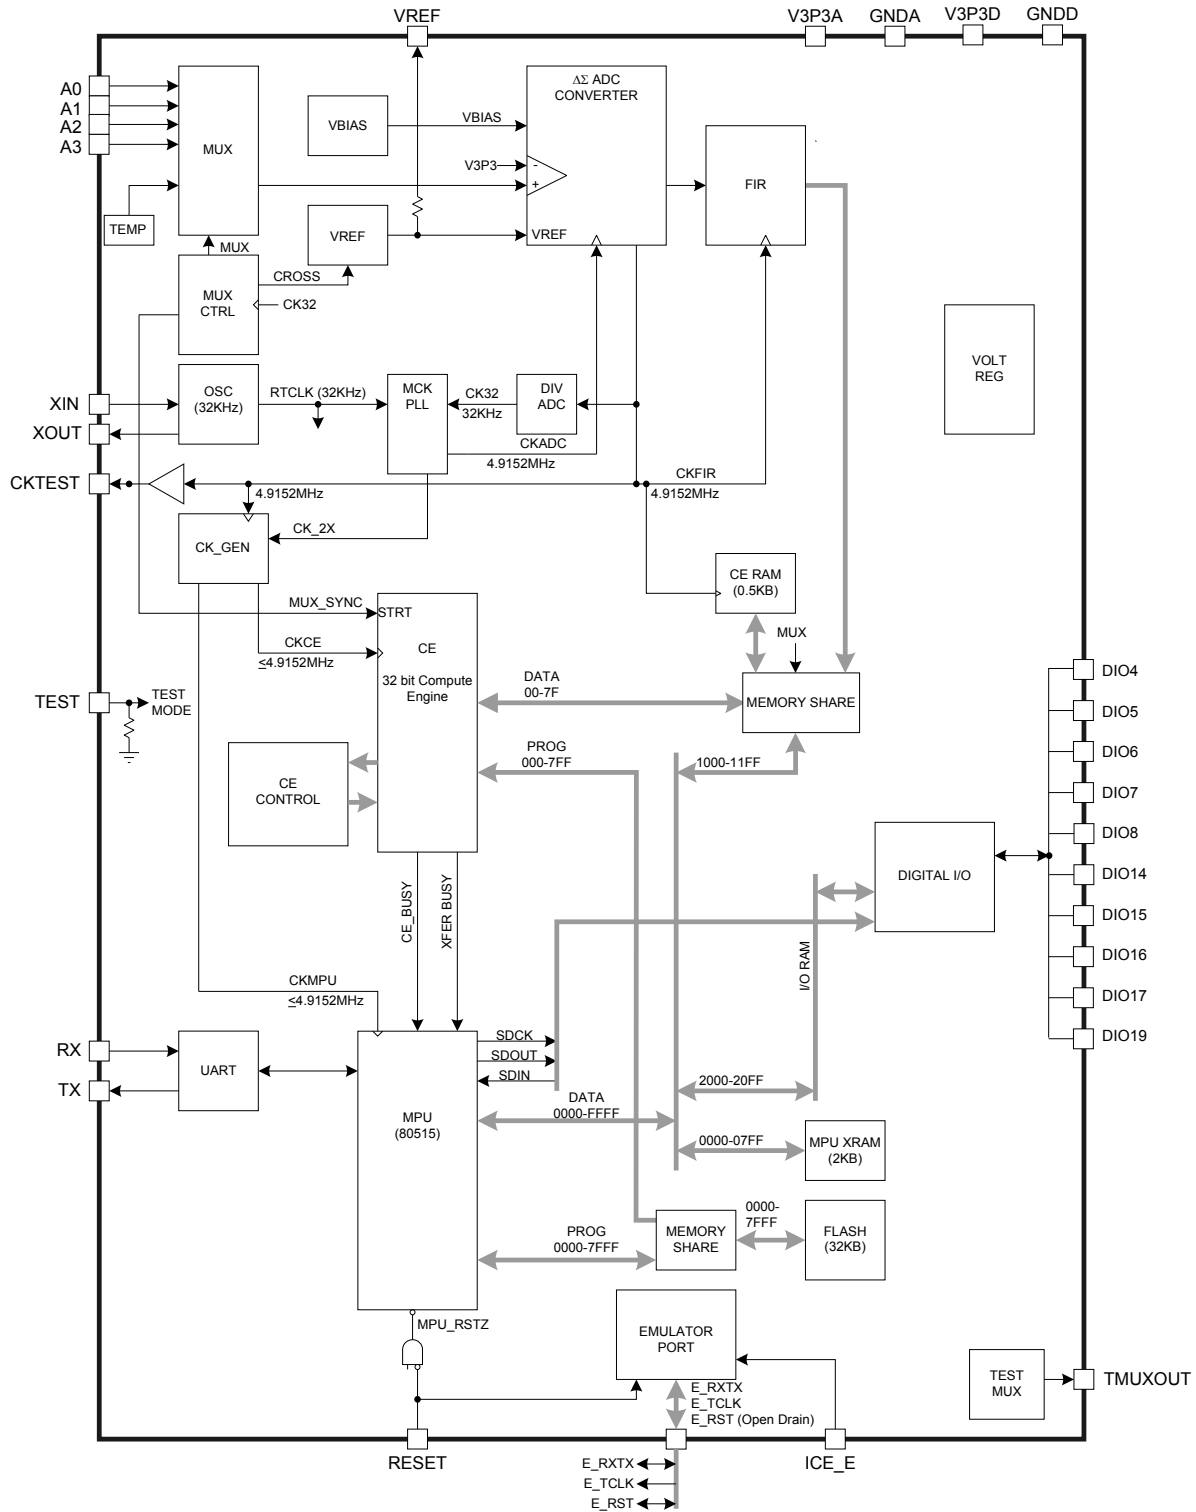 VREF
V3P3A
GNDA
V3P3D
GNDD
A0
A1
A2
A3
MUX
TEMP
VBIAS
VBIAS
ΔΣ ADC
CONVERTER
V3P3
-
+
VREF
VREF
FIR
MUX
CROSS
MUX
CTRL
CK32
VOLT
REG
XIN
XOUT
OSC
(32KHz)
RTCLK (32KHz)
MCK
PLL
CK32
32KHz
DIV
ADC
CKADC
4.9152MHz
CKTEST
4.9152MHz
CKFIR
4.9152MHz
CK_GEN
CK_2X
CE RAM
(0.5KB)
MUX_SYNC
STRT
CKCE
≤4.9152MHz
CE
32 bit Compute
Engine
MUX
DATA
00-7F
MEMORY SHARE
TEST
TEST
MODE
PROG
000-7FF
1000-11FF
CE
CONTROL
DIO4
DIO5
DIO6
DIO7
DIO8
DIO14
DIO15
DIO16
DIO17
DIO19
DIGITAL I/O
CE_BUSY
XFER BUSY
I/O RAM
CKMPU
≤4.9152MHz
RX
TX
UART
SDCK
SDOUT
SDIN
MPU
(80515)
DATA
0000-FFFF
2000-20FF
0000-07FF
MPU XRAM
(2KB)
PROG
0000-7FFF
MEMORY
SHARE
0000-
7FFF
FLASH
(32KB)
MPU_RSTZ
EMULATOR
PORT
E_RXTX
E_TCLK
E_RST (Open Drain)
TEST
MUX
TMUXOUT
RESET
ICE_E
E_RXTX
E_TCLK
E_RST